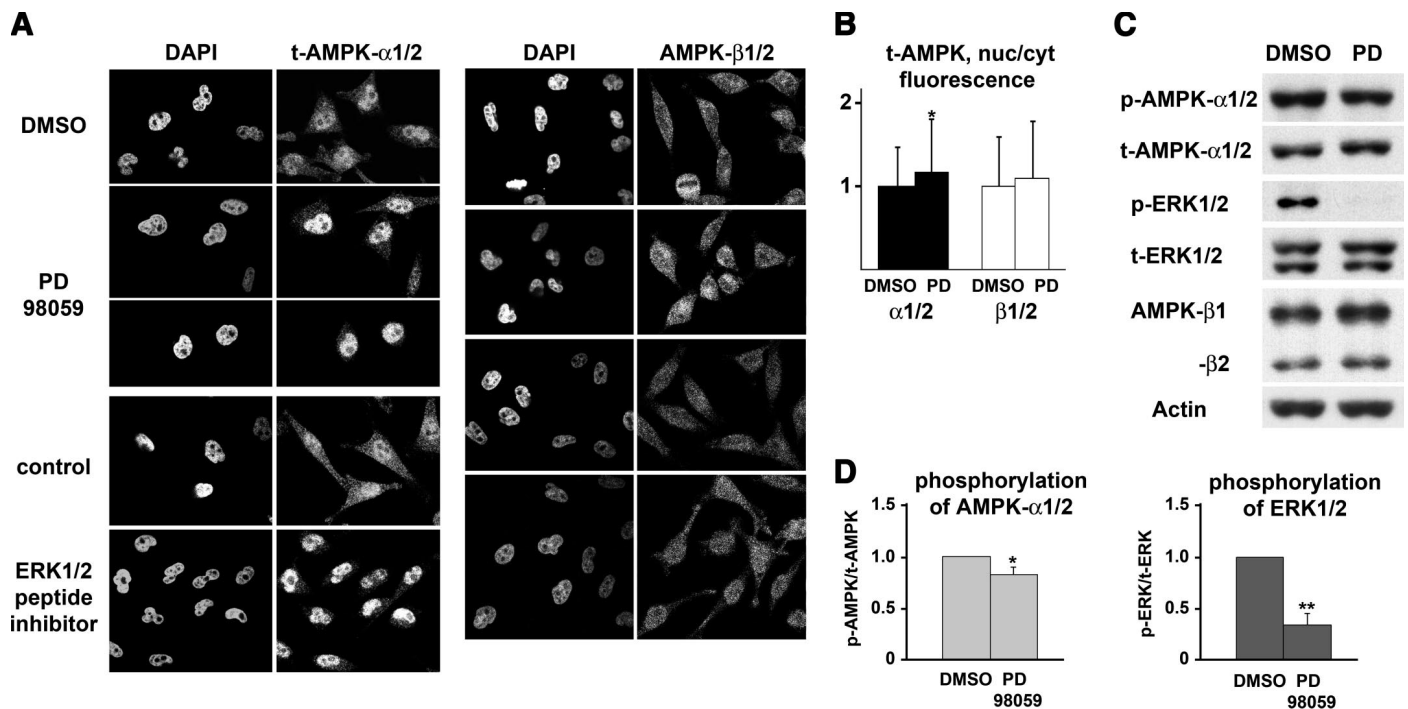 A
DAPI
t-AMPK-α1/2
DAPI
AMPK-β1/2
DMSO
PD
98059
control
ERK1/2
peptide
inhibitor
B
t-AMPK, nuc/cyt
fluorescence
2
1
*
DMSO PD
DMSO PD
α1/2
β1/2
C
DMSO PD
p-AMPK-α1/2
t-AMPK-α1/2
p-ERK1/2
t-ERK1/2
AMPK-β1
-β2
Actin
D
phosphorylation
of AMPK-α1/2
p-AMPK/t-AMPK
1.5
1.0
0.5
0
*
DMSO PD
98059
phosphorylation
of ERK1/2
p-ERK/t-ERK
1.5
1.0
0.5
0
**
DMSO PD
98059